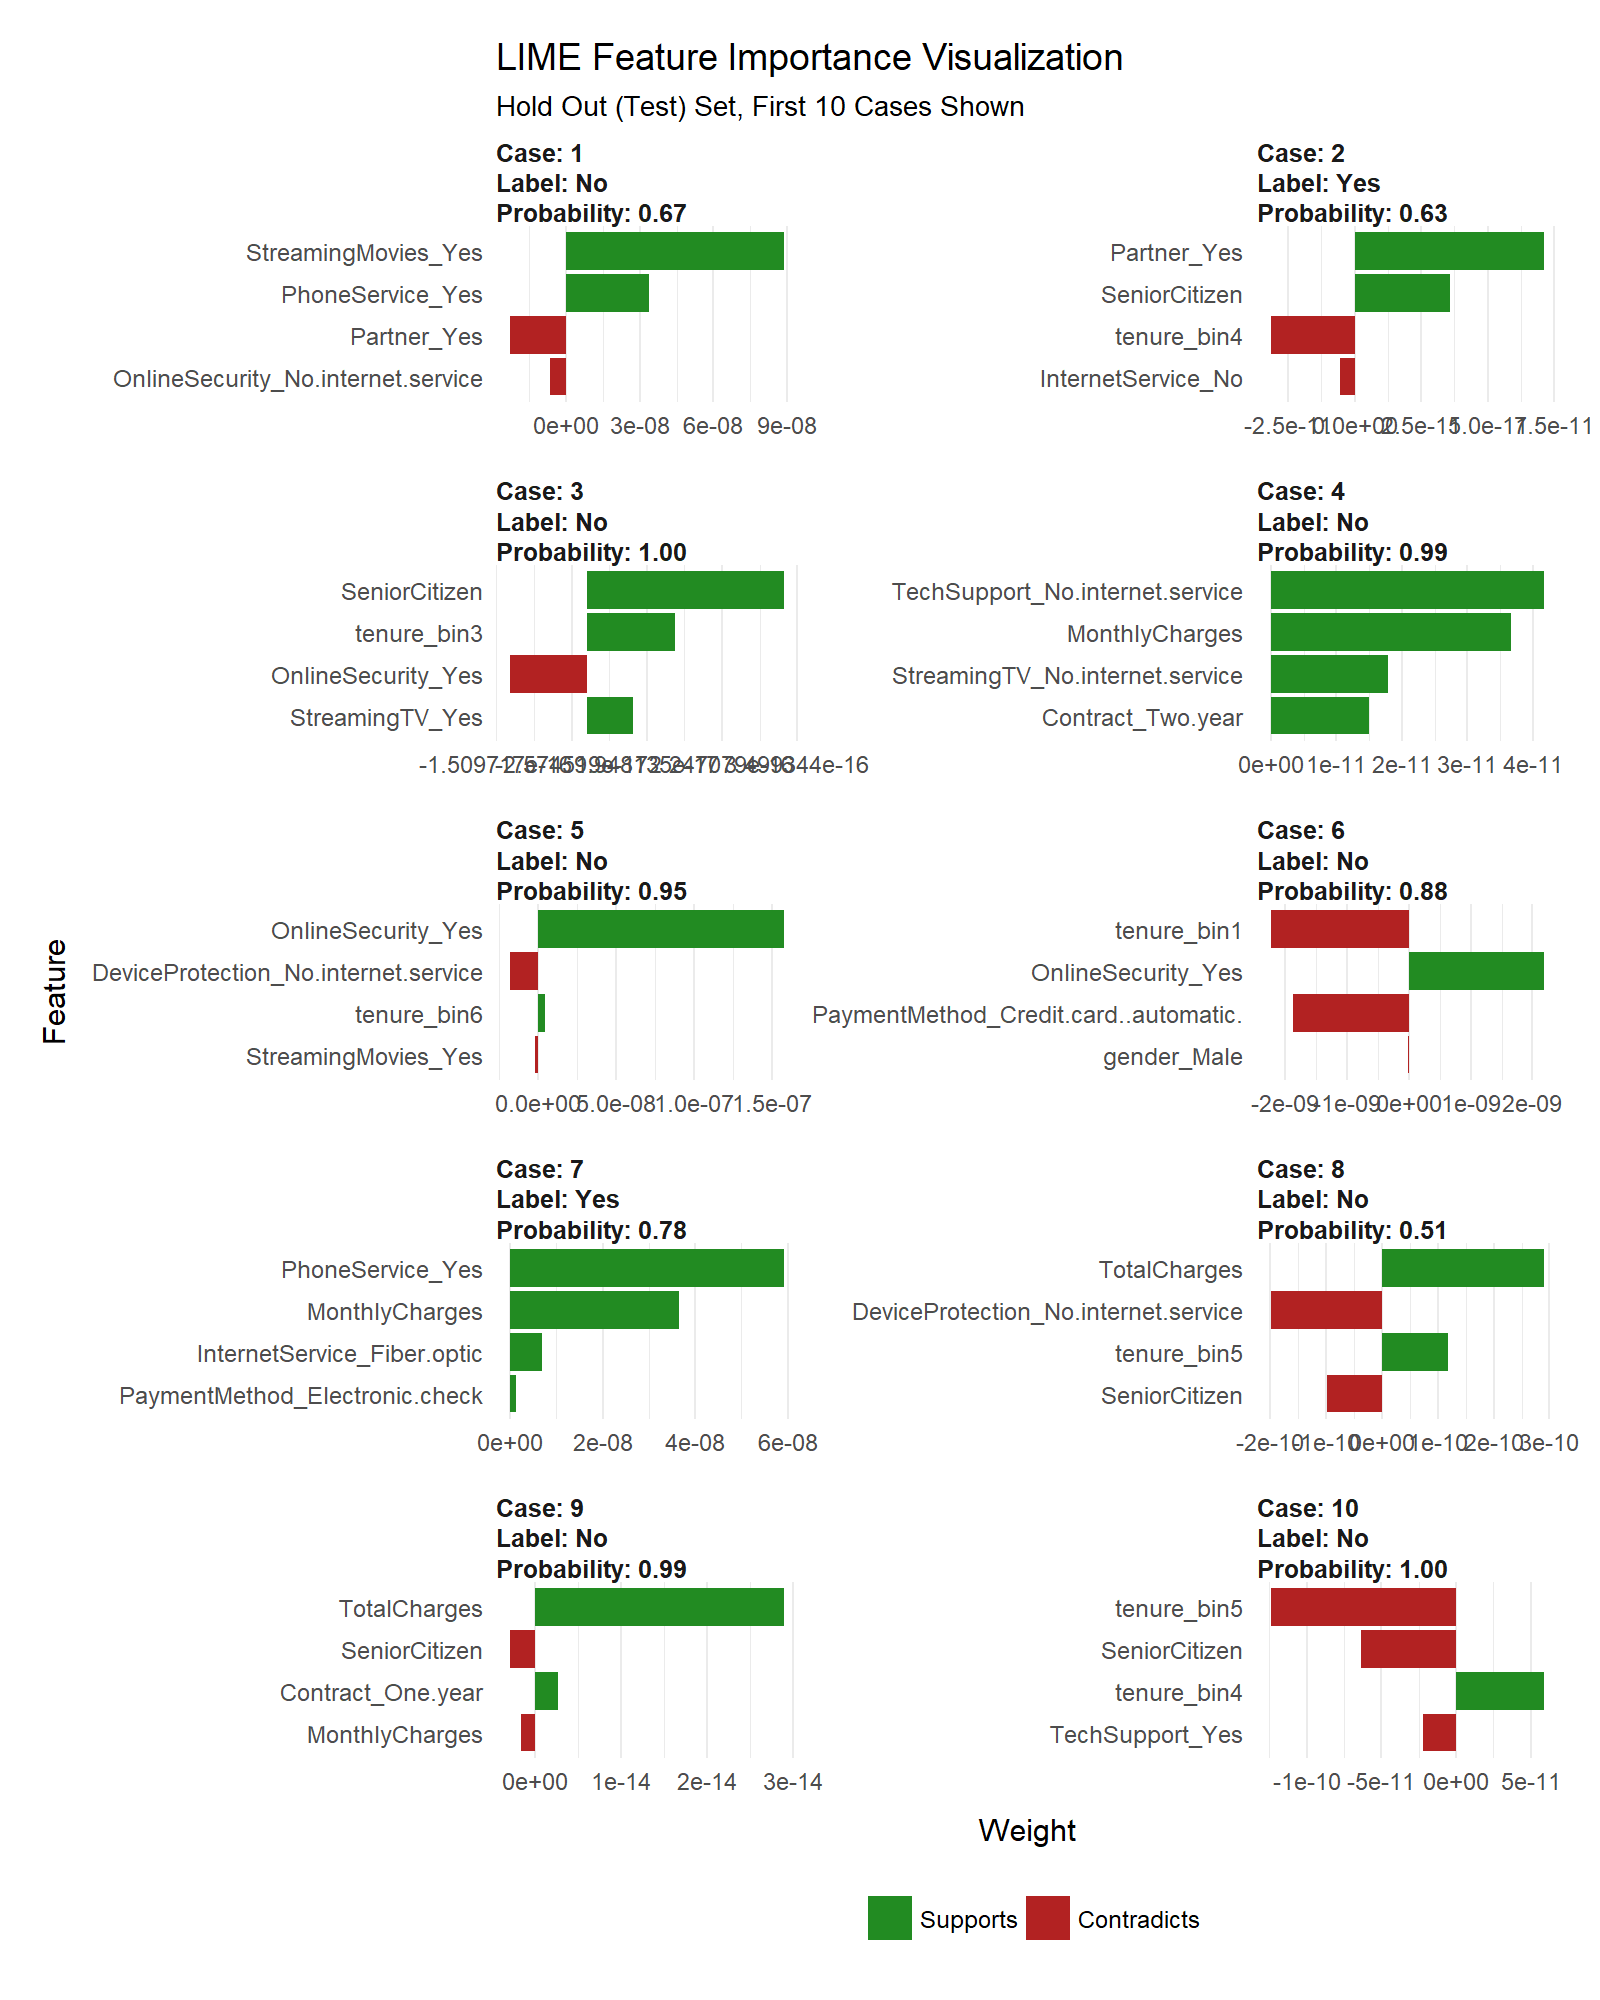 LIME Feature Importance Visualization
Hold Out (Test) Set, First 10 Cases Shown
Case: 1
Label: No
Probability: 0.67
StreamingMovies_Yes
PhoneService_Yes
Partner_Yes
OnlineSecurity_No.internet.service
0e+00 3e-08 6e-08 9e-08
Case: 2
Label: Yes
Probability: 0.63
Partner_Yes
SeniorCitizen
tenure_bin4
InternetService_No
-2.5e-11 0.0e+00 2.5e-11 5.0e-11 7.5e-11
Case: 3
Label: No
Probability: 1.00
SeniorCitizen
tenure_bin3
OnlineSecurity_Yes
StreamingTV_Yes
Case: 4
Label: No
Probability: 0.99
TechSupport_No.internet.service
MonthlyCharges
StreamingTV_No.internet.service
Contract_Two.year
0e+00 1e-11 2e-11 3e-11 4e-11
Case: 5
Label: No
Probability: 0.95
OnlineSecurity_Yes
DeviceProtection_No.internet.service
tenure_bin6
StreamingMovies_Yes
0.0e+00 5.0e-08 1.0e-07 1.5e-07
Case: 6
Label: No
Probability: 0.88
tenure_bin1
OnlineSecurity_Yes
PaymentMethod_Credit.card..automatic.
gender_Male
-2e-09 -1e-09 0e+00 1e-09 2e-09
Case: 7
Label: Yes
Probability: 0.78
PhoneService_Yes
MonthlyCharges
InternetService_Fiber.optic
PaymentMethod_Electronic.check
0e+00 2e-08 4e-08 6e-08
Case: 8
Label: No
Probability: 0.51
TotalCharges
DeviceProtection_No.internet.service
tenure_bin5
SeniorCitizen
-2e-10 -1e-10 0e+00 1e-10 2e-10 3e-10
Case: 9
Label: No
Probability: 0.99
TotalCharges
SeniorCitizen
Contract_One.year
MonthlyCharges
0e+00 1e-14 2e-14 3e-14
Case: 10
Label: No
Probability: 1.00
tenure_bin5
SeniorCitizen
tenure_bin4
TechSupport_Yes
-1e-10 -5e-11 0e+00 5e-11
Feature
Weight
Supports Contradicts